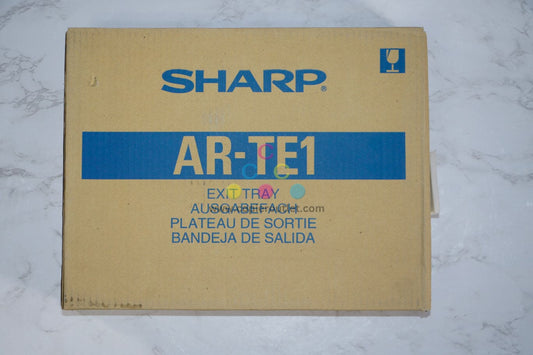 SHARP®
AR-TE1
EXIT TRAY
AUSGABEFACH
PLATEAU DE SORTIE
BANDEJA DE SALIDA